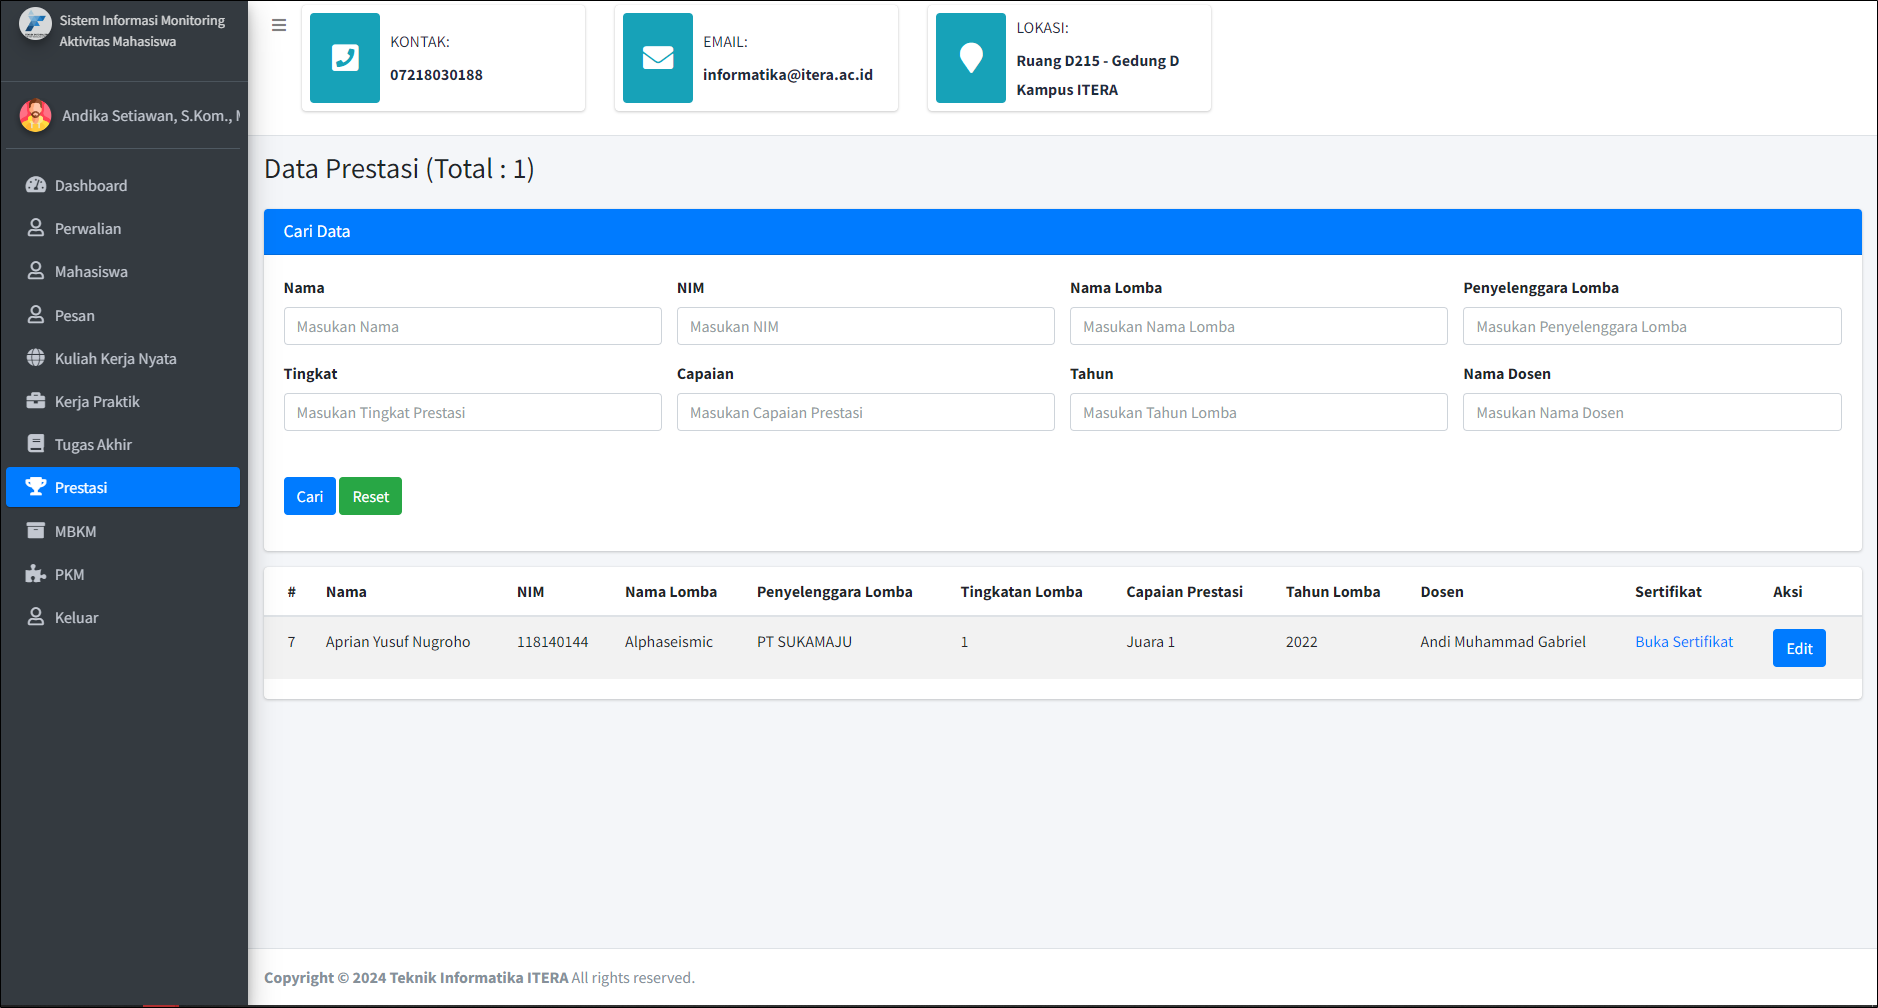 Sistem Informasi Monitoring
Aktivitas Mahasiswa
Andika Setiawan, S.Kom.,
Dashboard
Perwalian
Mahasiswa
Pesan
Kuliah Kerja Nyata
Kerja Praktik
Tugas Akhir
Prestasi
MBKM
PKM
Keluar
KONTAK:
07218030188
EMAIL:
informatika@itera.ac.id
LOKASI:
Ruang D215 - Gedung D
Kampus ITERA
Data Prestasi (Total : 1)
Cari Data
Nama NIM Nama Lomba Penyelenggara Lomba
Masukan Nama Masukan NIM Masukan Nama Lomba Masukan Penyelenggara Lomba
Tingkat Capaian Tahun Nama Dosen
Masukan Tingkat Prestasi Masukan Capaian Prestasi Masukan Tahun Lomba Masukan Nama Dosen
Cari Reset
# Nama NIM Nama Lomba Penyelenggara Lomba Tingkatan Lomba Capaian Prestasi Tahun Lomba Dosen Sertifikat Aksi
7 Aprian Yusuf Nugroho 118140144 Alphaseismic PT SUKAMAJU 1 Juara 1 2022 Andi Muhammad Gabriel Buka Sertifikat Edit
Copyright © 2024 Teknik Informatika ITERA All rights reserved.